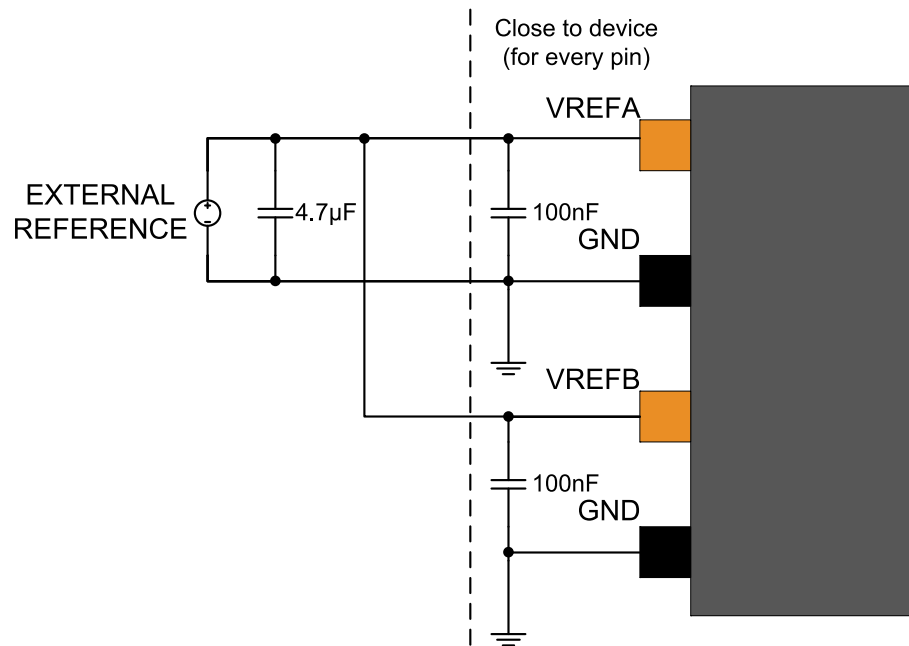 Close to device
(for every pin)
VREFA
EXTERNAL
REFERENCE
+
-
4.7µF
100nF
GND
VREFB
100nF
GND